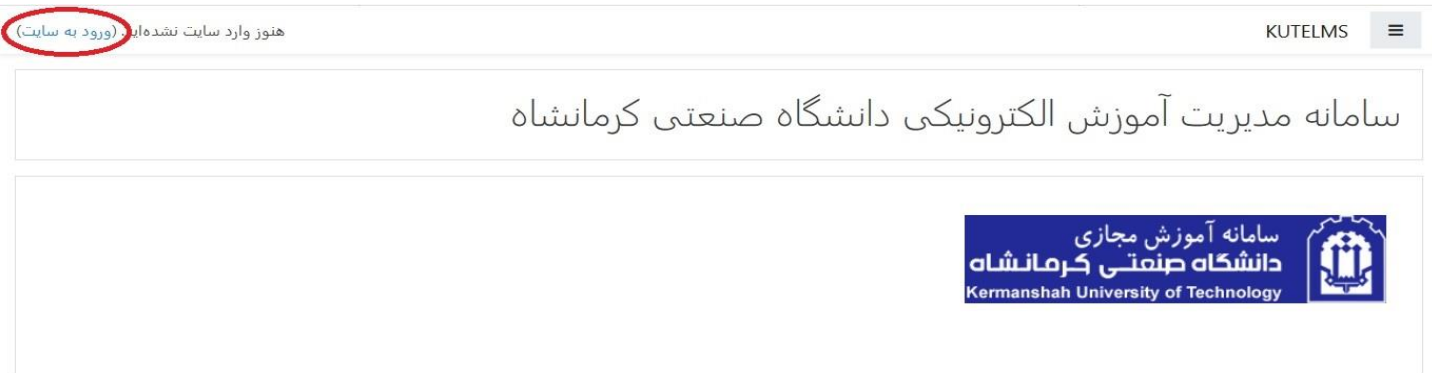 KUTELMS
هنوز وارد سایت نشده‌اید. (ورود به سایت)
سامانه مدیریت آموزش الکترونیکی دانشگاه صنعتی کرمانشاه
سامانه آموزش مجازی
دانشگاه صنعتی کرمانشاه
Kermanshah University of Technology